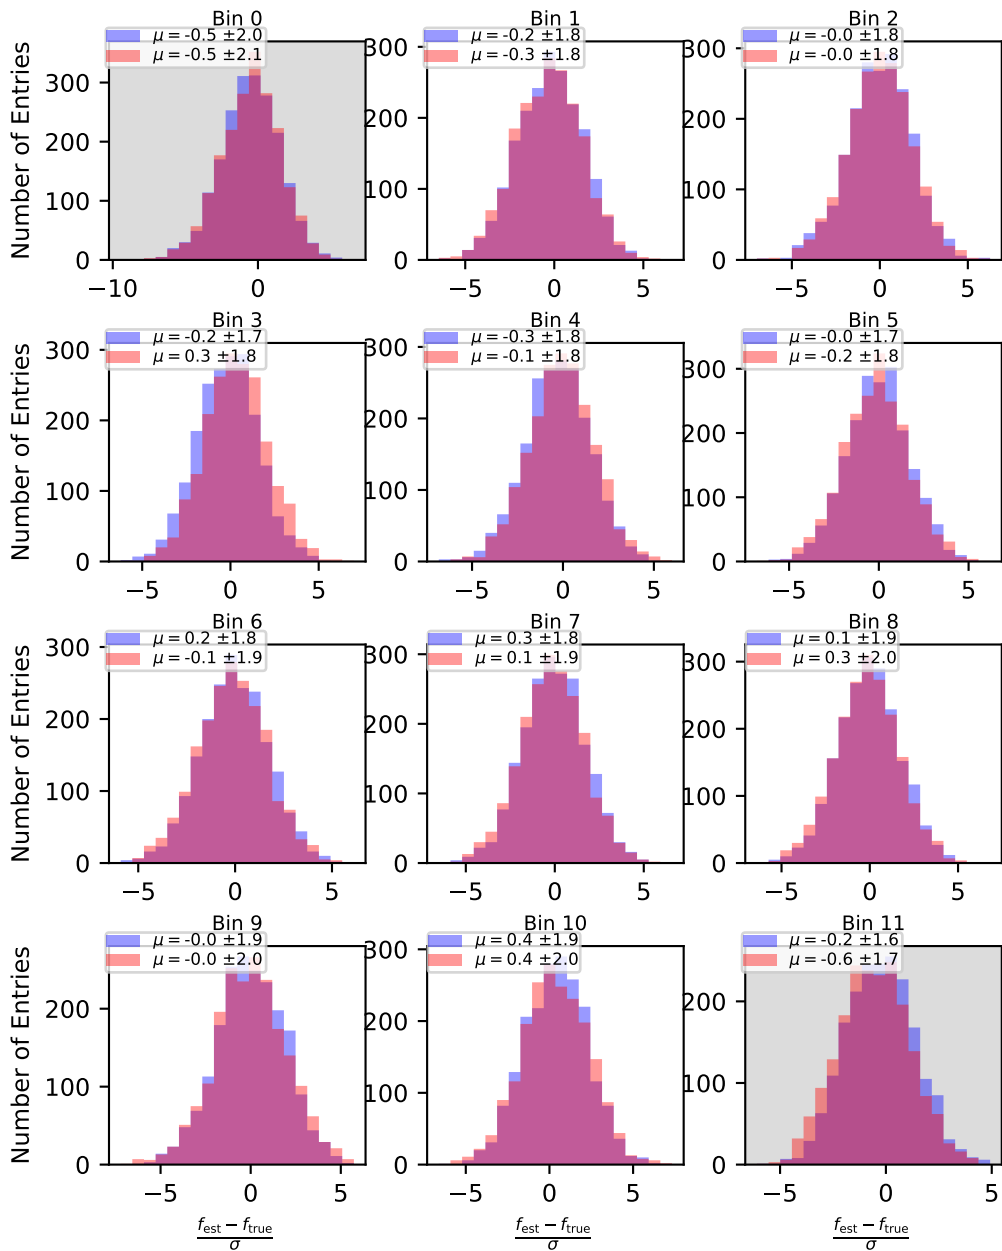 Bin 0
μ = -0.5 ±2.0
μ = -0.5 ±2.1
Number of Entries
300
200
100
0
−10
0
Bin 1
μ = -0.2 ±1.8
μ = -0.3 ±1.8
300
200
100
0
−5
0
5
Bin 2
μ = -0.0 ±1.8
μ = -0.0 ±1.8
300
200
100
0
−5
0
5
Bin 3
μ = -0.2 ±1.7
μ = 0.3 ±1.8
Number of Entries
300
200
100
0
−5
0
5
Bin 4
μ = -0.3 ±1.8
μ = -0.1 ±1.8
300
200
100
0
−5
0
5
Bin 5
μ = -0.0 ±1.7
μ = -0.2 ±1.8
300
200
100
0
−5
0
5
Bin 6
μ = 0.2 ±1.8
μ = -0.1 ±1.9
Number of Entries
300
200
100
0
−5
0
5
Bin 7
μ = 0.3 ±1.8
μ = 0.1 ±1.9
300
200
100
0
−5
0
5
Bin 8
μ = 0.1 ±1.9
μ = 0.3 ±2.0
300
200
100
0
−5
0
5
Bin 9
μ = -0.0 ±1.9
μ = -0.0 ±2.0
Number of Entries
200
100
0
−5
0
5
f_est − f_true
σ
Bin 10
μ = 0.4 ±1.9
μ = 0.4 ±2.0
300
200
100
0
−5
0
5
f_est − f_true
σ
Bin 11
μ = -0.2 ±1.6
μ = -0.6 ±1.7
200
100
0
−5
0
5
f_est − f_true
σ